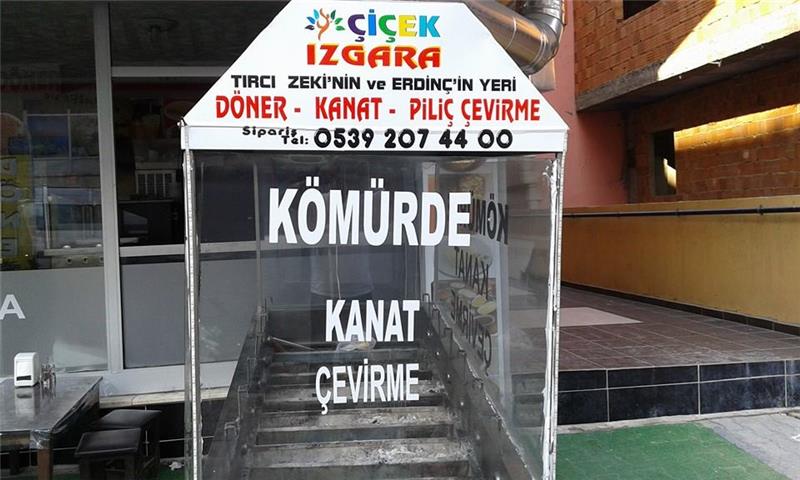 ÇİÇEK
IZGARA
TIRCI ZEKİ'NİN ve ERDİNÇ'İN YERİ
DÖNER - KANAT - PİLİÇ ÇEVİRME
Sipariş Tel: 0539 207 44 00
KÖMÜRDE
KANAT
ÇEVİRME